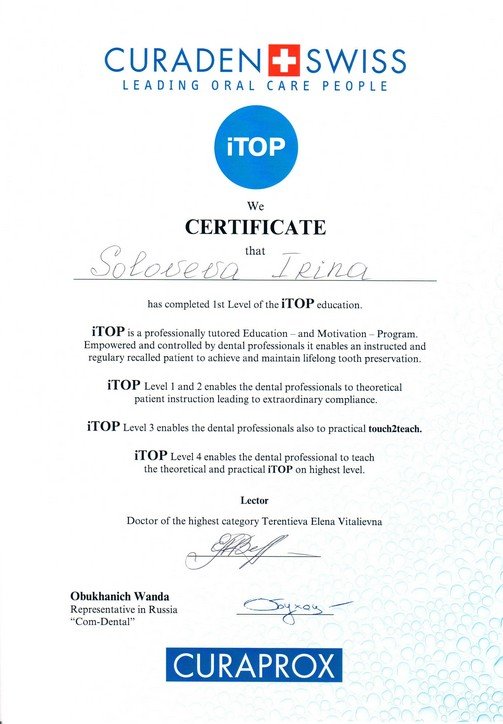 CURADEN SWISS
LEADING ORAL CARE PEOPLE
iTOP
We
CERTIFICATE
that
Soloveva Irina
has completed 1st Level of the iTOP education.
iTOP is a professionally tutored Education – and Motivation – Program.
Empowered and controlled by dental professionals it enables an instructed and
regulary recalled patient to achieve and maintain lifelong tooth preservation.
iTOP Level 1 and 2 enables the dental professionals to theoretical
patient instruction leading to extraordinary compliance.
iTOP Level 3 enables the dental professionals also to practical touch2teach.
iTOP Level 4 enables the dental professional to teach
the theoretical and practical iTOP on highest level.
Lector
Doctor of the highest category Terentieva Elena Vitalievna
Obukhanich Wanda
Representative in Russia
“Com-Dental”
CURAPROX